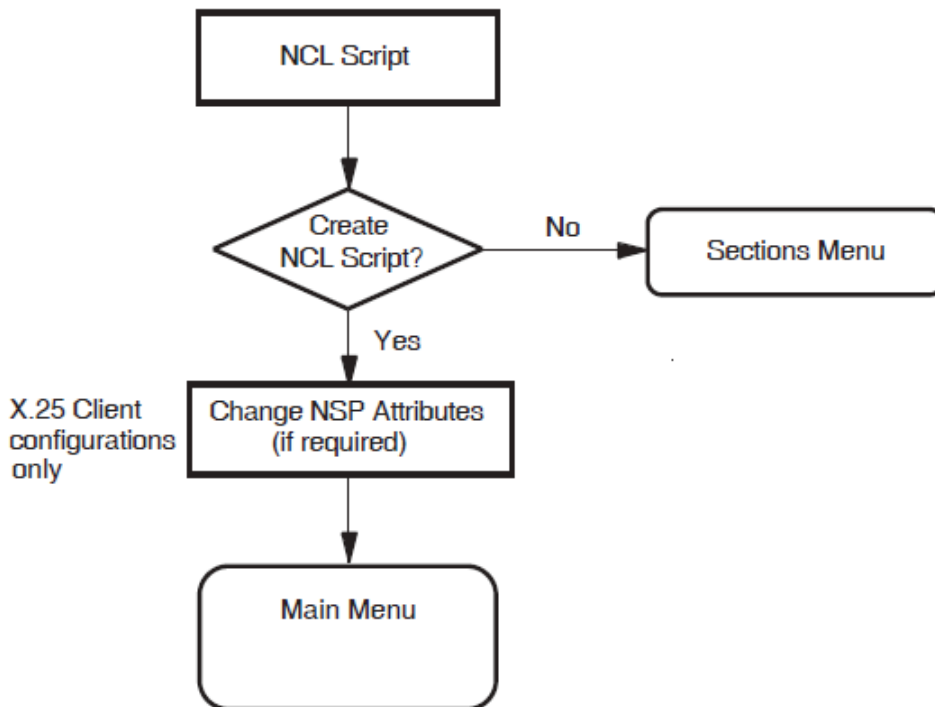 NCL Script
Create
NCL Script?
No
Sections Menu
Yes
X.25 Client
configurations
only
Change NSP Attributes
(if required)
Main Menu